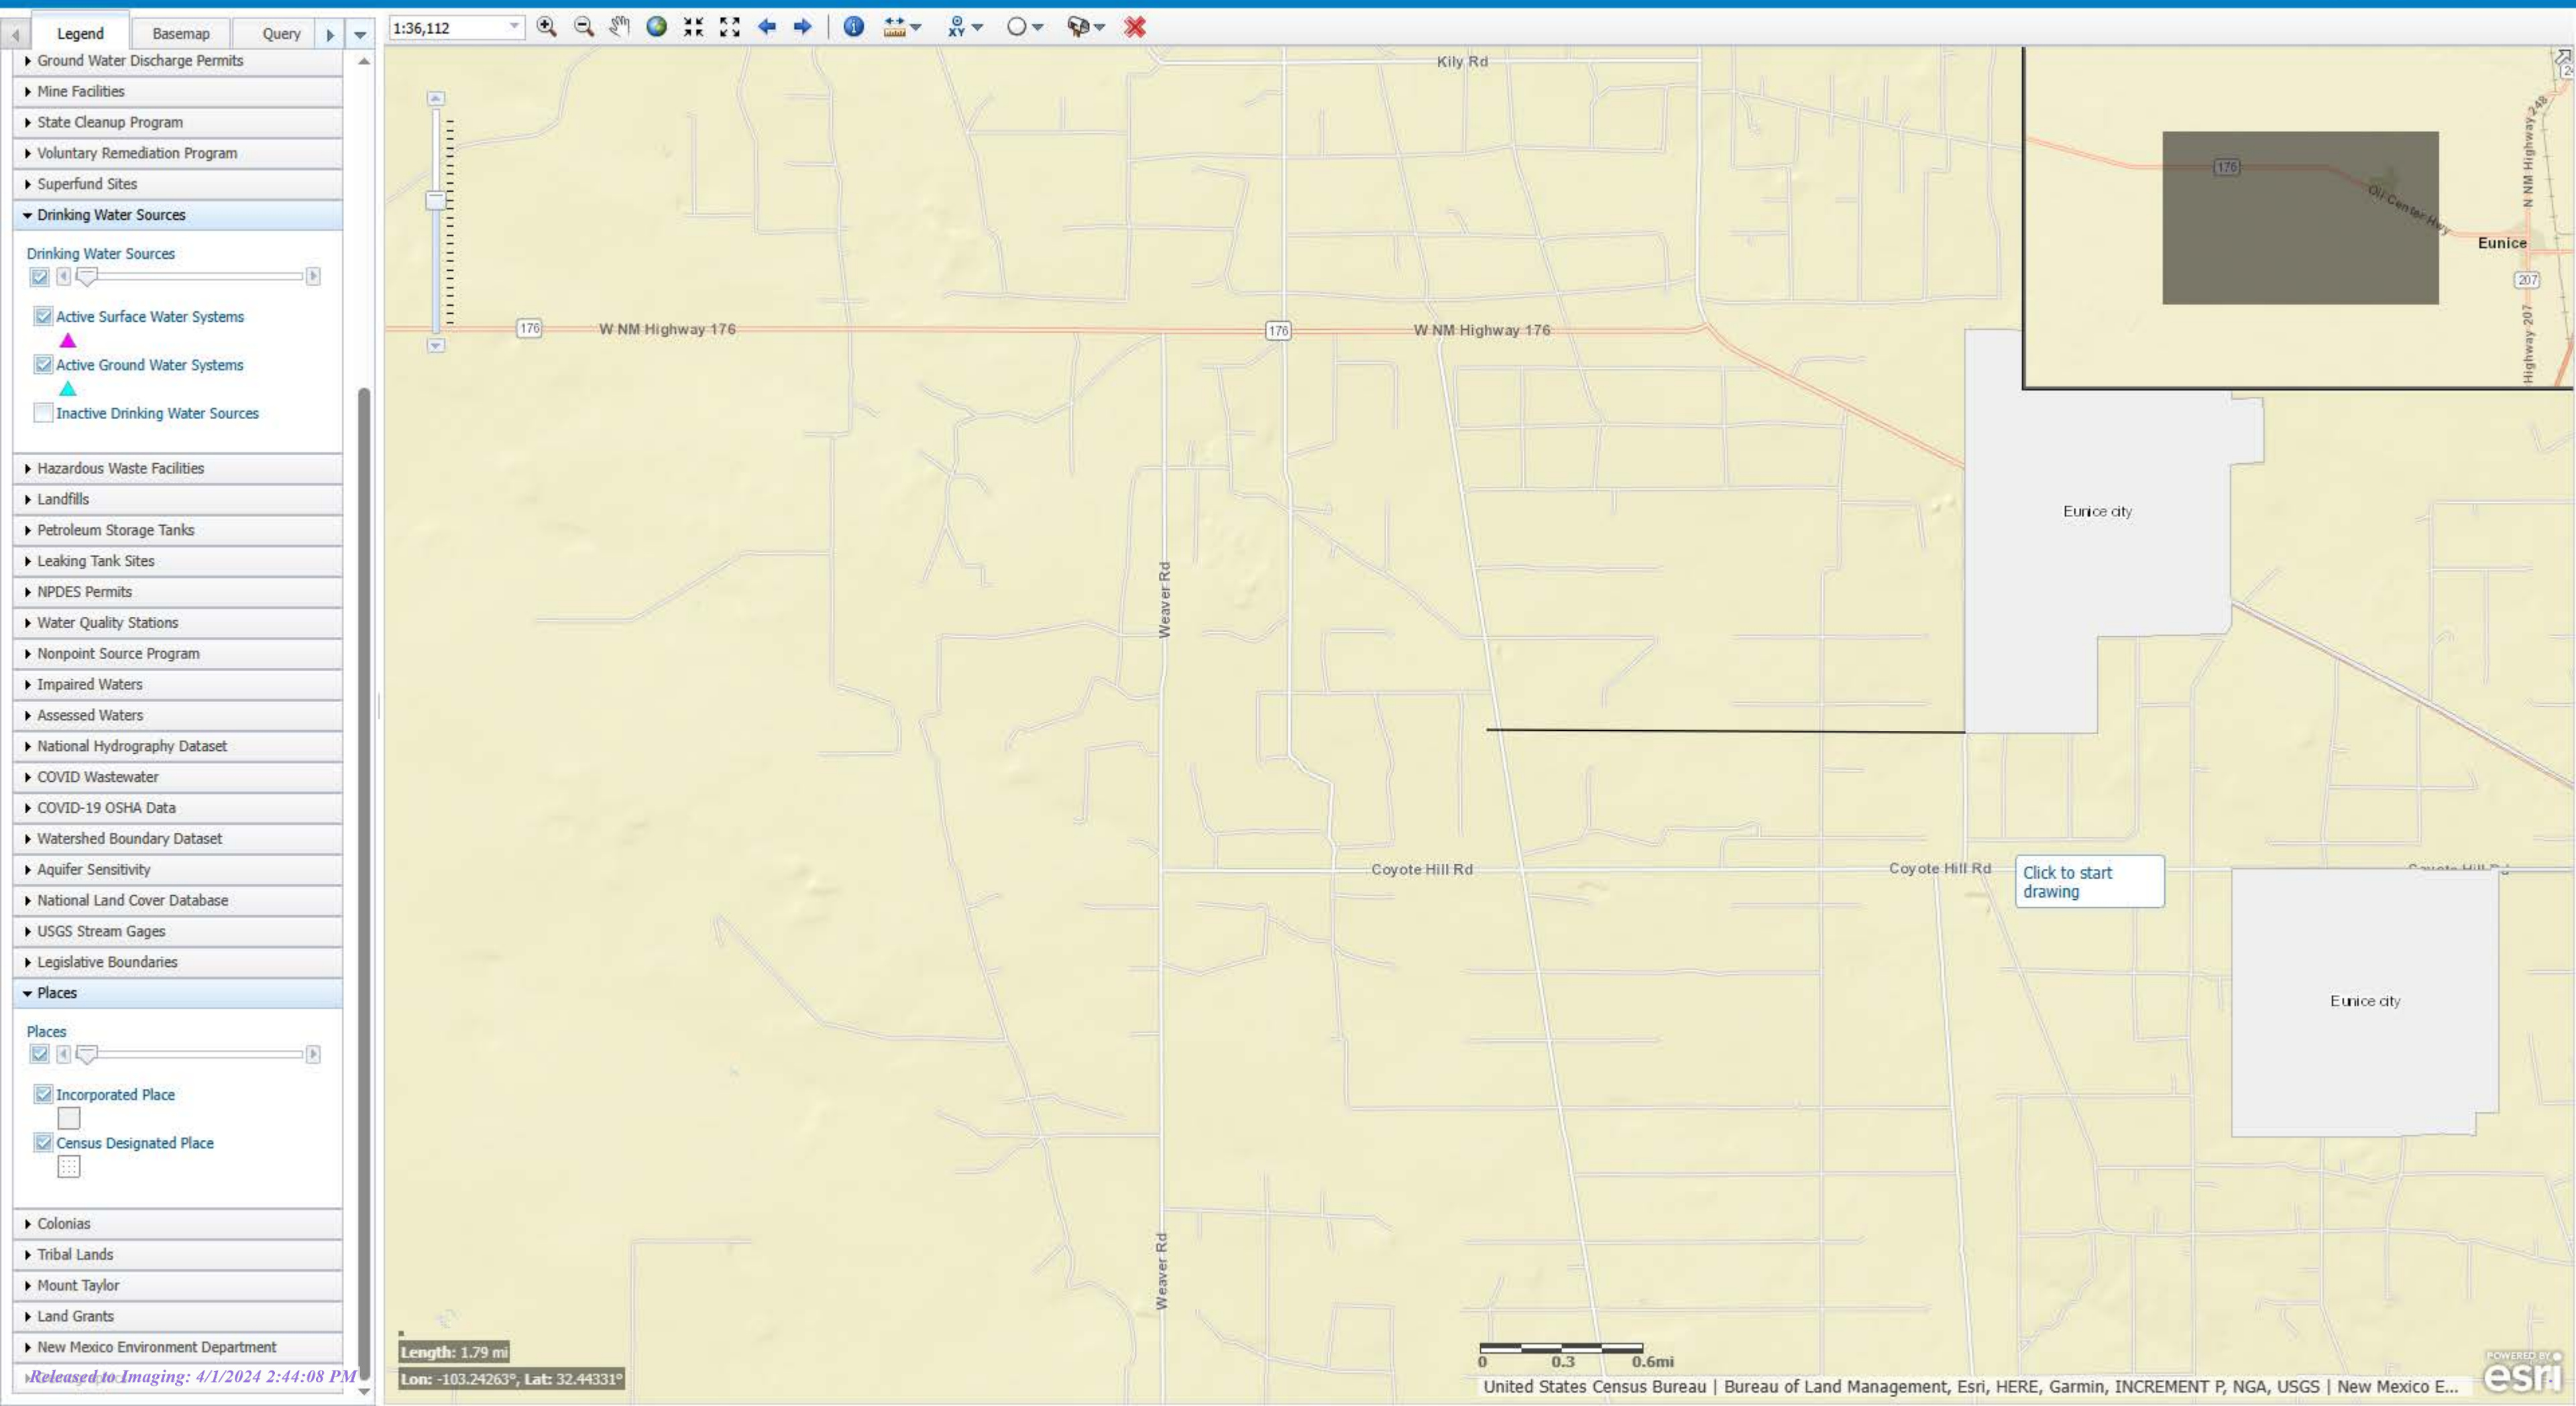 Legend
Basemap
Query
1:36,112
Ground Water Discharge Permits
Mine Facilities
State Cleanup Program
Voluntary Remediation Program
Superfund Sites
Drinking Water Sources
Drinking Water Sources
Active Surface Water Systems
Active Ground Water Systems
Inactive Drinking Water Sources
Hazardous Waste Facilities
Landfills
Petroleum Storage Tanks
Leaking Tank Sites
NPDES Permits
Water Quality Stations
Nonpoint Source Program
Impaired Waters
Assessed Waters
National Hydrography Dataset
COVID Wastewater
COVID-19 OSHA Data
Watershed Boundary Dataset
Aquifer Sensitivity
National Land Cover Database
USGS Stream Gages
Legislative Boundaries
Places
Places
Incorporated Place
Census Designated Place
Colonias
Tribal Lands
Mount Taylor
Land Grants
New Mexico Environment Department
Released to Imaging: 4/1/2024 2:44:08 PM
XY
Kily Rd
176
W NM Highway 176
176
W NM Highway 176
Weaver Rd
Coyote Hill Rd
Coyote Hill Rd
Click to start
drawing
Weaver Rd
Eunice city
Eunice city
176
Oil Center Hwy
N NM Highway 248
Eunice
207
Highway 207
Length: 1.79 mi
Lon: -103.24263°, Lat: 32.44331°
0 0.3 0.6mi
United States Census Bureau | Bureau of Land Management, Esri, HERE, Garmin, INCREMENT P, NGA, USGS | New Mexico E...
POWERED BY
esri